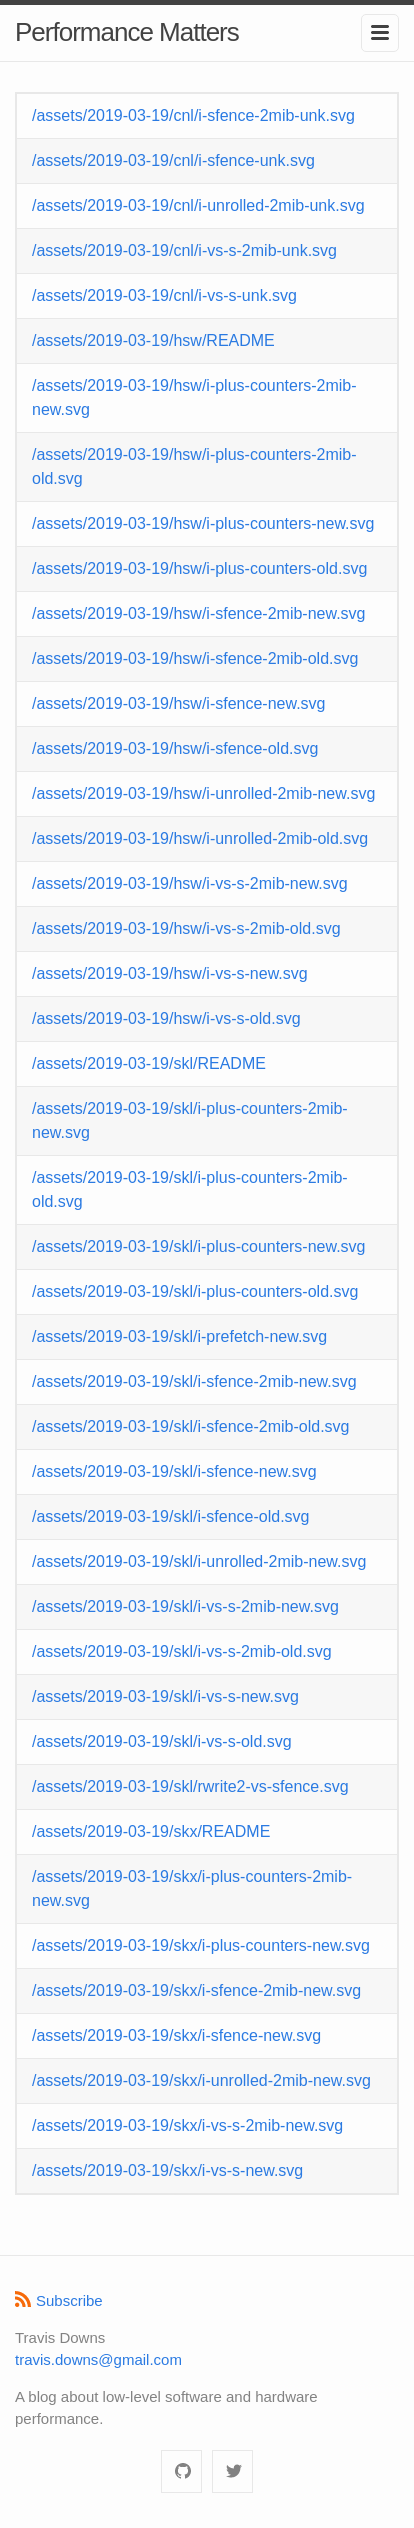 Performance Matters
/assets/2019-03-19/cnl/i-sfence-2mib-unk.svg
/assets/2019-03-19/cnl/i-sfence-unk.svg
/assets/2019-03-19/cnl/i-unrolled-2mib-unk.svg
/assets/2019-03-19/cnl/i-vs-s-2mib-unk.svg
/assets/2019-03-19/cnl/i-vs-s-unk.svg
/assets/2019-03-19/hsw/README
/assets/2019-03-19/hsw/i-plus-counters-2mib-
new.svg
/assets/2019-03-19/hsw/i-plus-counters-2mib-
old.svg
/assets/2019-03-19/hsw/i-plus-counters-new.svg
/assets/2019-03-19/hsw/i-plus-counters-old.svg
/assets/2019-03-19/hsw/i-sfence-2mib-new.svg
/assets/2019-03-19/hsw/i-sfence-2mib-old.svg
/assets/2019-03-19/hsw/i-sfence-new.svg
/assets/2019-03-19/hsw/i-sfence-old.svg
/assets/2019-03-19/hsw/i-unrolled-2mib-new.svg
/assets/2019-03-19/hsw/i-unrolled-2mib-old.svg
/assets/2019-03-19/hsw/i-vs-s-2mib-new.svg
/assets/2019-03-19/hsw/i-vs-s-2mib-old.svg
/assets/2019-03-19/hsw/i-vs-s-new.svg
/assets/2019-03-19/hsw/i-vs-s-old.svg
/assets/2019-03-19/skl/README
/assets/2019-03-19/skl/i-plus-counters-2mib-
new.svg
/assets/2019-03-19/skl/i-plus-counters-2mib-
old.svg
/assets/2019-03-19/skl/i-plus-counters-new.svg
/assets/2019-03-19/skl/i-plus-counters-old.svg
/assets/2019-03-19/skl/i-prefetch-new.svg
/assets/2019-03-19/skl/i-sfence-2mib-new.svg
/assets/2019-03-19/skl/i-sfence-2mib-old.svg
/assets/2019-03-19/skl/i-sfence-new.svg
/assets/2019-03-19/skl/i-sfence-old.svg
/assets/2019-03-19/skl/i-unrolled-2mib-new.svg
/assets/2019-03-19/skl/i-vs-s-2mib-new.svg
/assets/2019-03-19/skl/i-vs-s-2mib-old.svg
/assets/2019-03-19/skl/i-vs-s-new.svg
/assets/2019-03-19/skl/i-vs-s-old.svg
/assets/2019-03-19/skl/rwrite2-vs-sfence.svg
/assets/2019-03-19/skx/README
/assets/2019-03-19/skx/i-plus-counters-2mib-
new.svg
/assets/2019-03-19/skx/i-plus-counters-new.svg
/assets/2019-03-19/skx/i-sfence-2mib-new.svg
/assets/2019-03-19/skx/i-sfence-new.svg
/assets/2019-03-19/skx/i-unrolled-2mib-new.svg
/assets/2019-03-19/skx/i-vs-s-2mib-new.svg
/assets/2019-03-19/skx/i-vs-s-new.svg
Subscribe
Travis Downs
travis.downs@gmail.com
A blog about low-level software and hardware
performance.